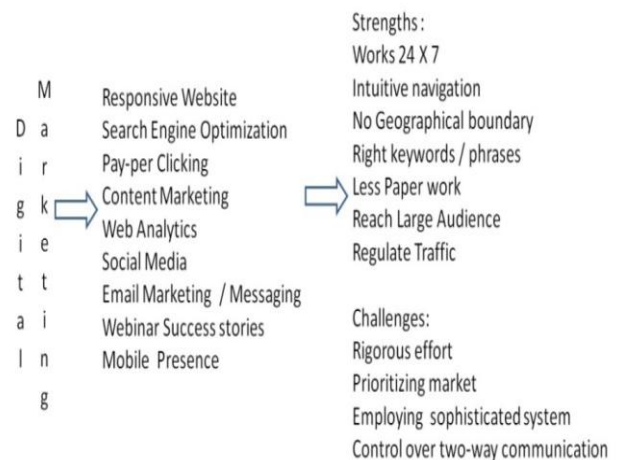 Digital
Marketing
Responsive Website
Search Engine Optimization
Pay-per Clicking
Content Marketing
Web Analytics
Social Media
Email Marketing / Messaging
Webinar Success stories
Mobile Presence
Strengths :
Works 24 X 7
Intuitive navigation
No Geographical boundary
Right keywords / phrases
Less Paper work
Reach Large Audience
Regulate Traffic
Challenges:
Rigorous effort
Prioritizing market
Employing sophisticated system
Control over two-way communication